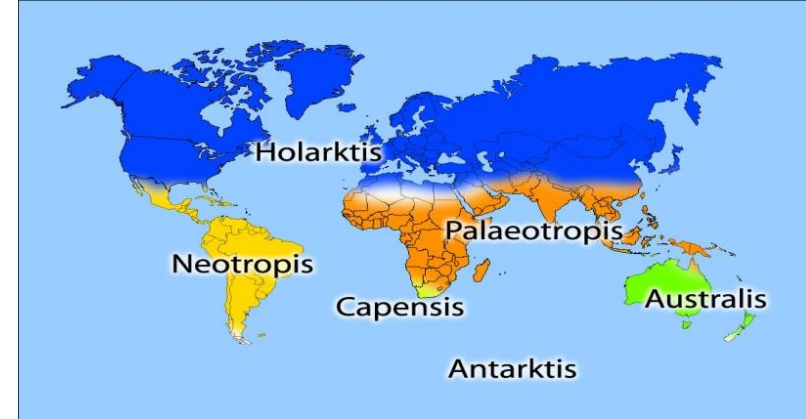 Holarktis
Palaeotropis
Neotropis
Capensis
Australis
Antarktis